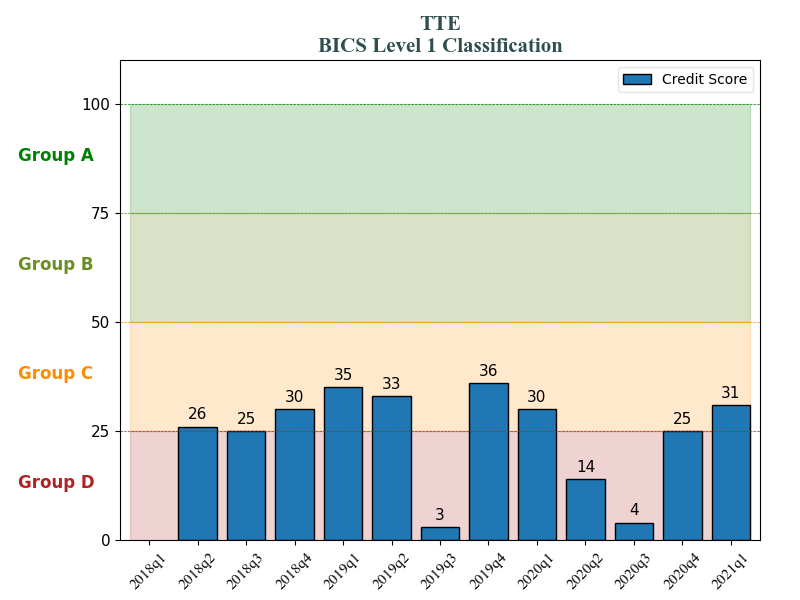 TTE
BICS Level 1 Classification
Credit Score
100
Group A
75
Group B
50
Group C
25
Group D
0
26
25
30
35
33
3
36
30
14
4
25
31
2018q1
2018q2
2018q3
2018q4
2019q1
2019q2
2019q3
2019q4
2020q1
2020q2
2020q3
2020q4
2021q1